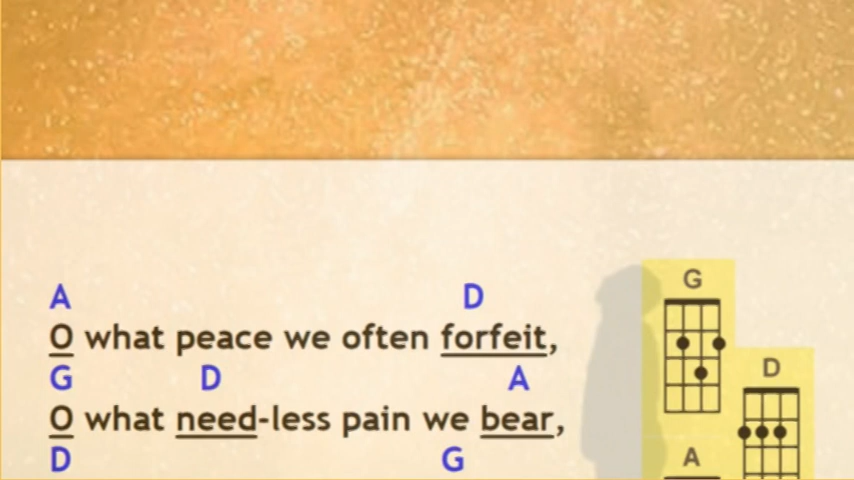 A D
O what peace we often forfeit,
G D A
O what need-less pain we bear,
D G
G
D
A